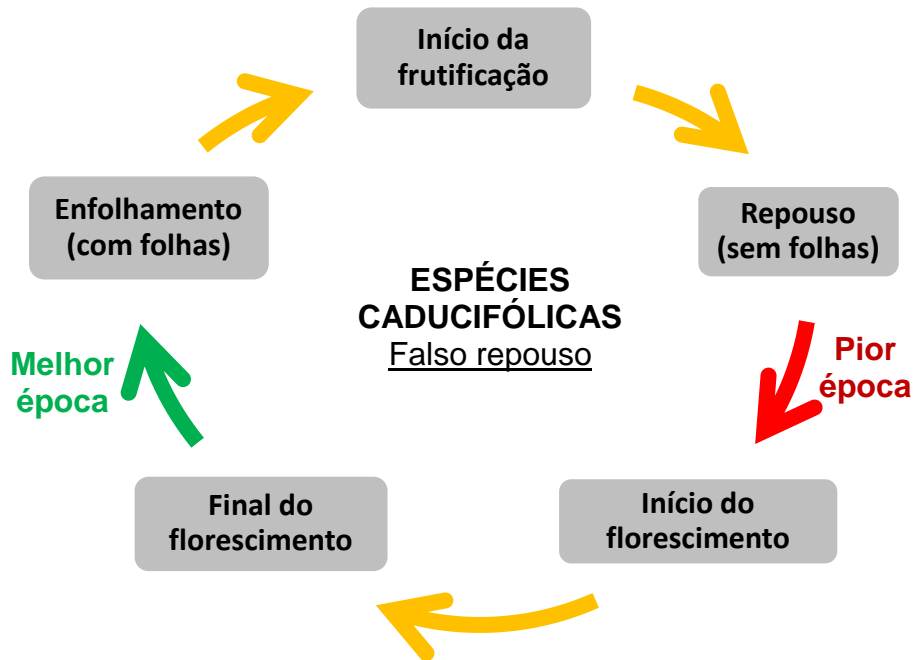 Início da
frutificação
Enfolhamento
(com folhas)
Repouso
(sem folhas)
ESPÉCIES
CADUCIFÓLICAS
Falso repouso
Melhor
época
Pior
época
Final do
florescimento
Início do
florescimento